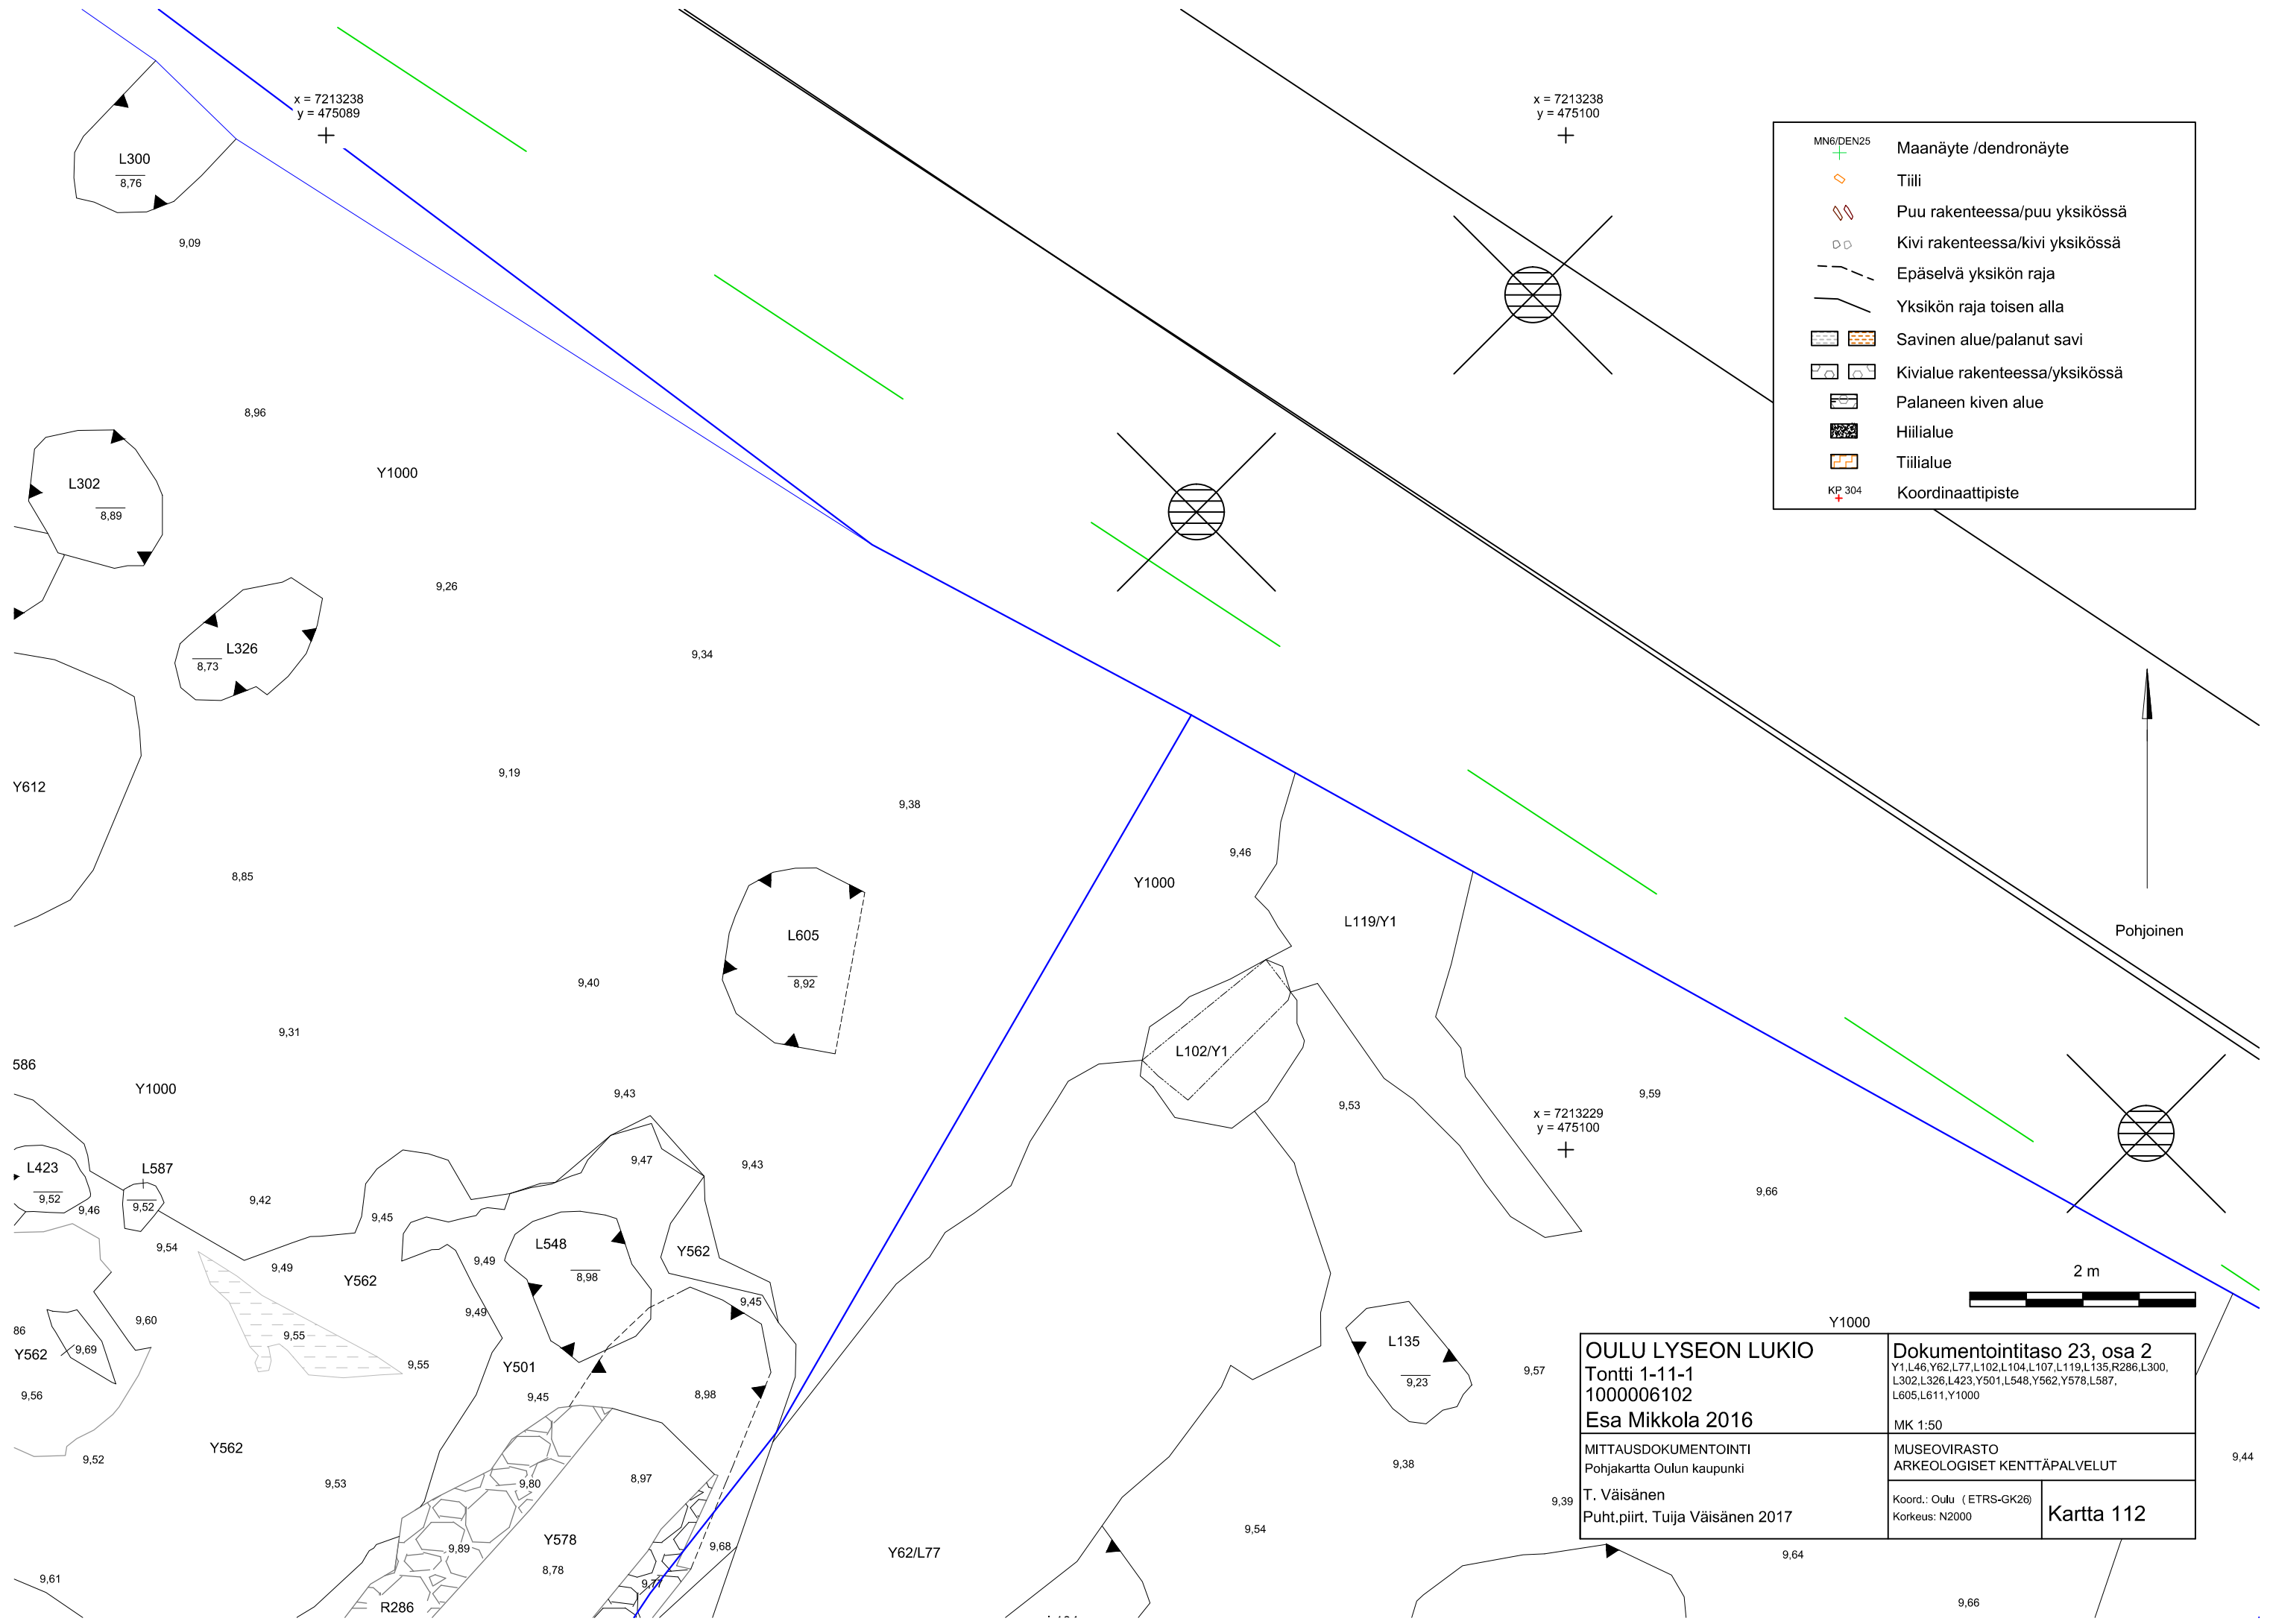 x = 7213238
y = 475089
x = 7213238
y = 475100
L300
8,76
9,09
MN6/DEN25
Maanäyte /dendronäyte
Tiili
Puu rakenteessa/puu yksikössä
Kivi rakenteessa/kivi yksikössä
Epäselvä yksikön raja
Yksikön raja toisen alla
Savinen alue/palanut savi
Kivialue rakenteessa/yksikössä
Palaneen kiven alue
Hiilialue
Tiilialue
KP 304
Koordinaattipiste
8,96
Y1000
L302
8,89
9,26
L326
8,73
9,34
9,19
Y612
9,38
8,85
9,46
Y1000
L119/Y1
Pohjoinen
L605
8,92
9,40
9,31
L102/Y1
586
Y1000
9,43
9,53
9,59
x = 7213229
y = 475100
L423
9,52
L587
9,52
9,47
9,43
9,42
9,46
9,45
9,66
9,54
9,49
Y562
9,49
L548
8,98
Y562
9,45
9,49
2 m
Y1000
9,60
86
Y562
9,69
9,55
9,55
Y501
9,45
8,98
L135
9,23
9,57
9,56
Y562
9,52
9,53
9,80
8,97
9,38
9,39
9,44
9,89
Y578
8,78
9,68
9,77
Y62/L77
9,54
9,64
9,61
R286
9,66
OULU LYSEON LUKIO
Tontti 1-11-1
1000006102
Esa Mikkola 2016
Dokumentointitaso 23, osa 2
Y1,L46,Y62,L77,L102,L104,L107,L119,L135,R286,L300,
L302,L326,L423,Y501,L548,Y562,Y578,L587,
L605,L611,Y1000
MK 1:50
MITTAUSDOKUMENTOINTI
Pohjakartta Oulun kaupunki
T. Väisänen
Puht.piirt. Tuija Väisänen 2017
MUSEOVIRASTO
ARKEOLOGISET KENTTÄPALVELUT
Koord.: Oulu ( ETRS-GK26)
Korkeus: N2000
Kartta 112